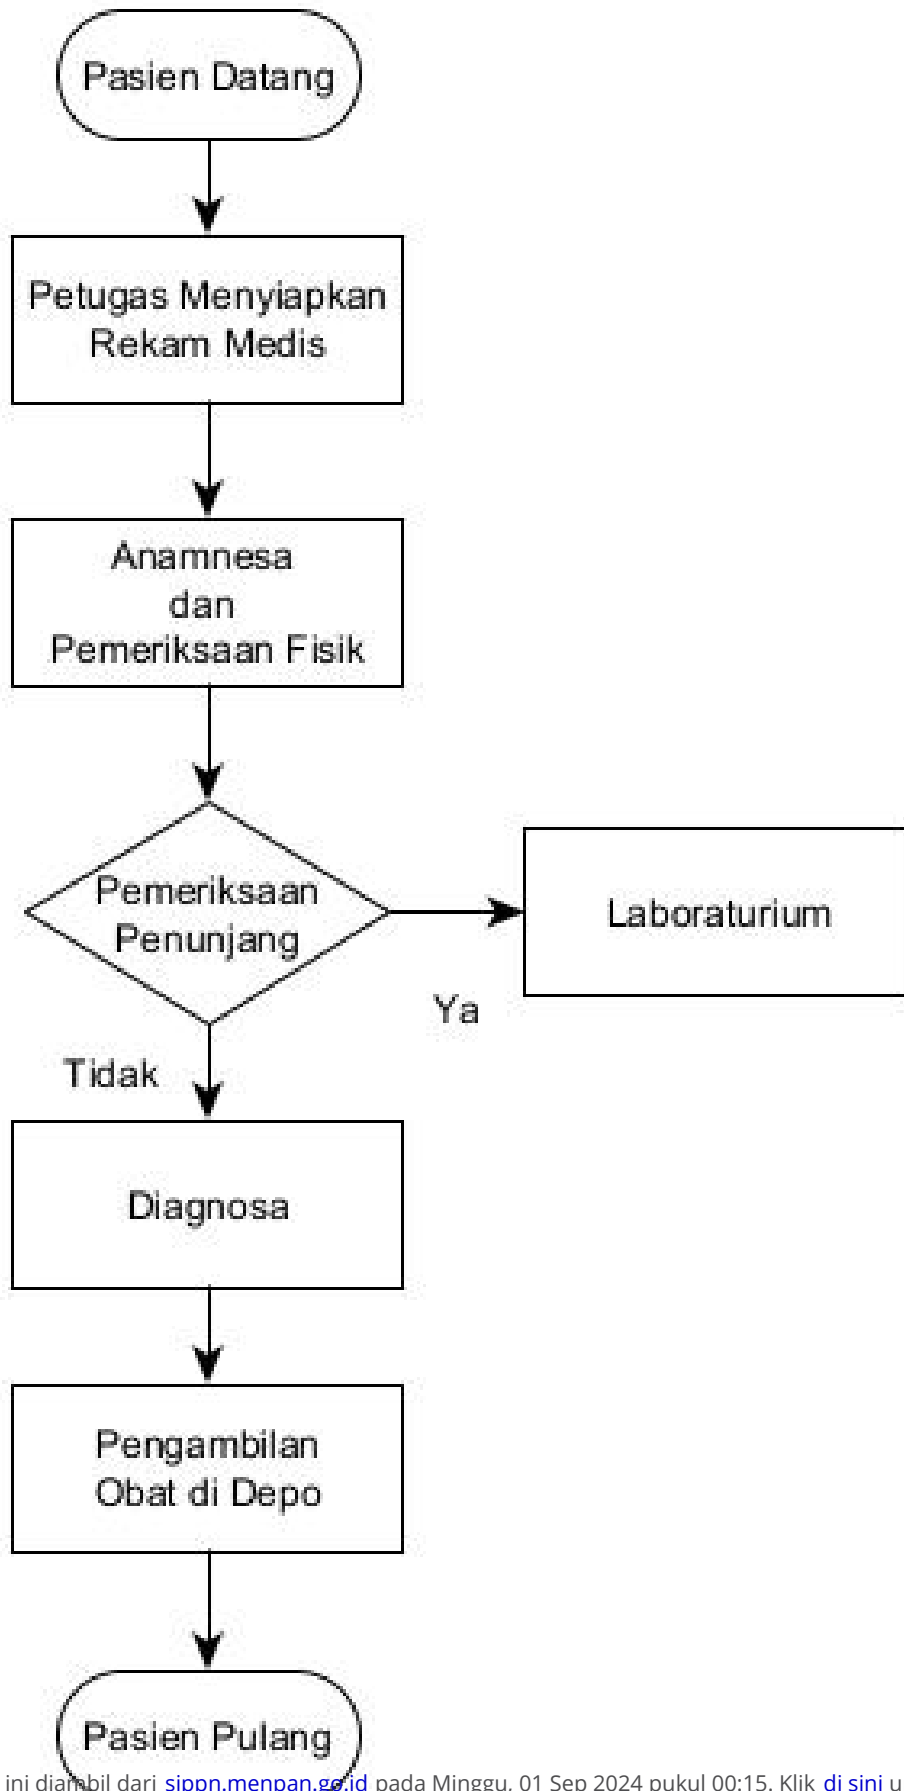 Pasien Datang
Petugas Menyiapkan
Rekam Medis
Anamnesa
dan
Pemeriksaan Fisik
Pemeriksaan
Penunjang
Laboraturium
Ya
Tidak
Diagnosa
Pengambilan
Obat di Depo
Pasien Pulang
ini diambil dari sippn.menpan.go.id pada Minggu, 01 Sep 2024 pukul 00:15. Klik di sini u